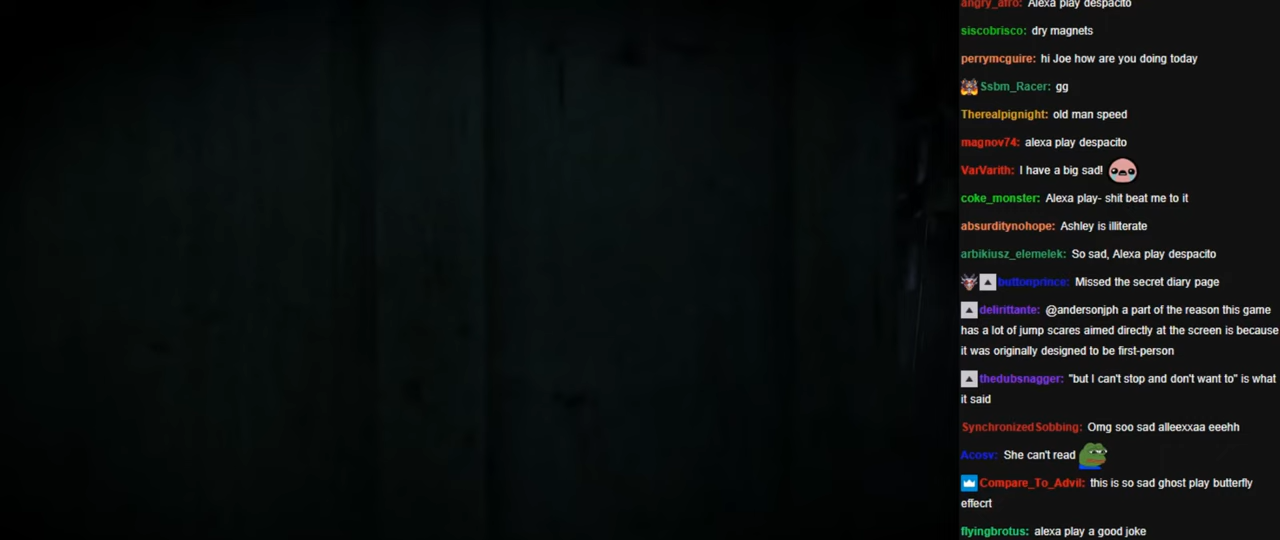 angry_afro: Alexa play despacito
siscobrisco: dry magnets
perrymcguire: hi Joe how are you doing today
Ssbm_Racer: gg
Therealpignight: old man speed
magnov74: alexa play despacito
VarVarith: I have a big sad!
coke_monster: Alexa play- shit beat me to it
absurditynohope: Ashley is illiterate
arbikiusz_elemelek: So sad, Alexa play despacito
buttonprince: Missed the secret diary page
delirittante: @andersonjph a part of the reason this game
has a lot of jump scares aimed directly at the screen is because
it was originally designed to be first-person
thedubsnagger: "but I can't stop and don't want to" is what
it said
SynchronizedSobbing: Omg soo sad alleexxaa eeehh
Acosv: She can't read
Compare_To_Advil: this is so sad ghost play butterfly
effecrt
flyingbrotus: alexa play a good joke